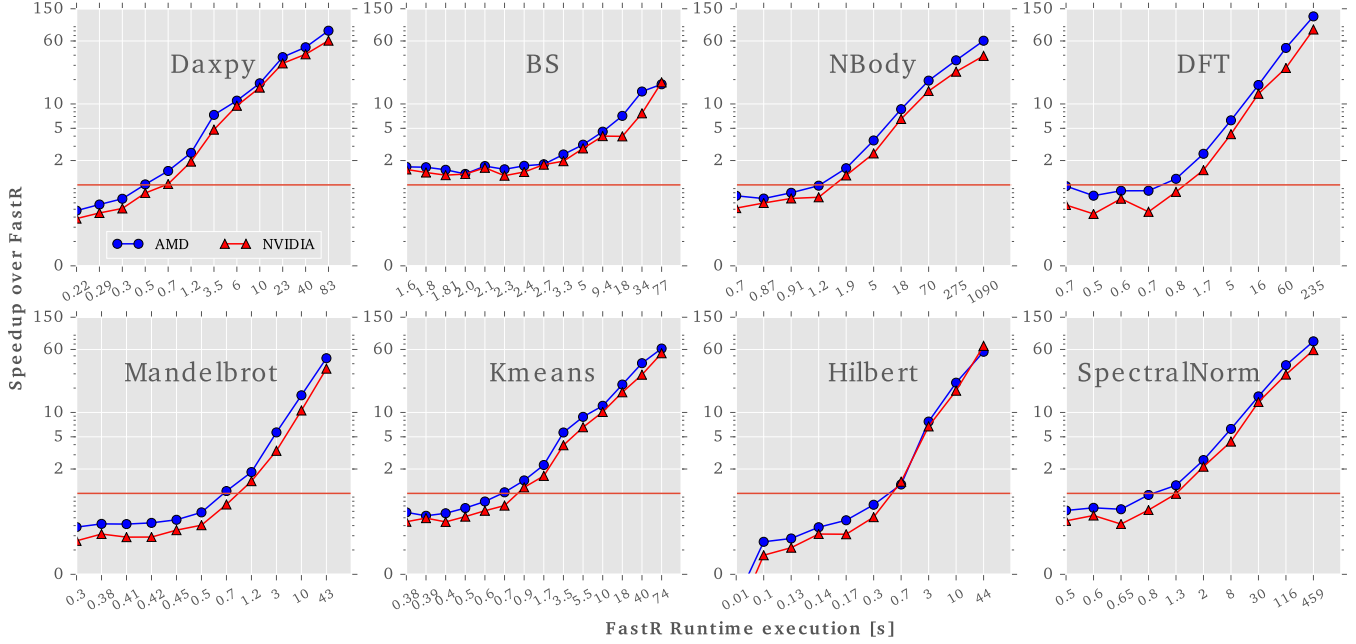 Speedup over FastR
150
60
10
5
2
0
Daxpy
AMD
NVIDIA
0.22 0.29 0.3 0.5 0.7 1.2 3.5 6 10 23 40 83
150
60
10
5
2
0
BS
1.6 1.8 1.81 2.0 2.1 2.3 2.4 2.7 3.3 5 9.4 18 34 77
150
60
10
5
2
0
NBody
0.7 0.87 0.91 1.2 1.9 5 18 70 275 1090
150
60
10
5
2
0
DFT
0.7 0.5 0.6 0.7 0.8 1.7 5 16 60 235
150
60
10
5
2
0
Mandelbrot
0.3 0.38 0.41 0.42 0.45 0.5 0.7 1.2 3 10 43
150
60
10
5
2
0
Kmeans
0.38 0.39 0.4 0.5 0.6 0.7 0.9 1.7 3.5 5.5 10 18 40 74
150
60
10
5
2
0
Hilbert
0.01 0.1 0.13 0.14 0.17 0.3 0.7 3 10 44
150
60
10
5
2
0
SpectralNorm
0.5 0.6 0.65 0.8 1.3 2 8 30 116 459
FastR Runtime execution [s]